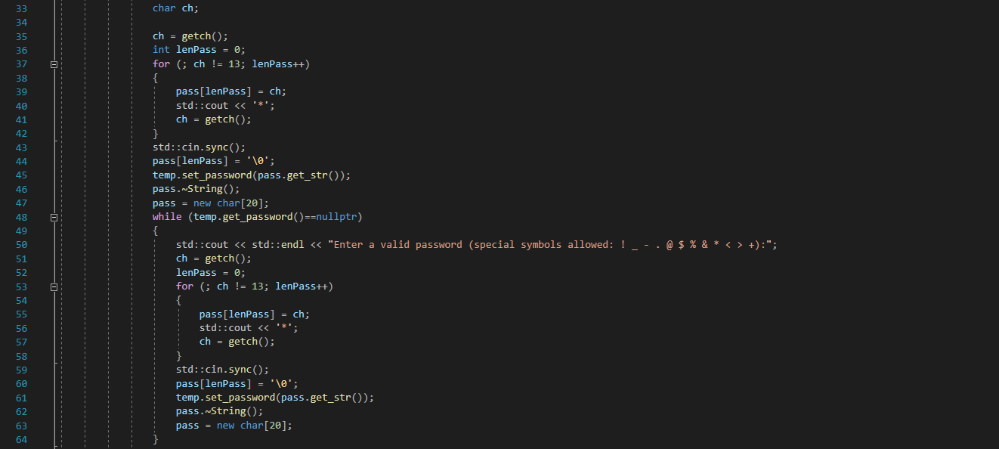 33 char ch;
34
35 ch = getch();
36 int lenPass = 0;
37 for (; ch != 13; lenPass++)
38 {
39 pass[lenPass] = ch;
40 std::cout << '*';
41 ch = getch();
42 }
43 std::cin.sync();
44 pass[lenPass] = '\0';
45 temp.set_password(pass.get_str());
46 pass.~String();
47 pass = new char[20];
48 while (temp.get_password()==nullptr)
49 {
50 std::cout << std::endl << "Enter a valid password (special symbols allowed: ! _ - . @ $ % & * < > +):";
51 ch = getch();
52 lenPass = 0;
53 for (; ch != 13; lenPass++)
54 {
55 pass[lenPass] = ch;
56 std::cout << '*';
57 ch = getch();
58 }
59 std::cin.sync();
60 pass[lenPass] = '\0';
61 temp.set_password(pass.get_str());
62 pass.~String();
63 pass = new char[20];
64 }